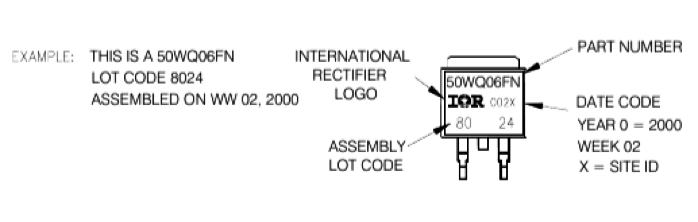 EXAMPLE: THIS IS A 50WQ06FN
LOT CODE 8024
ASSEMBLED ON WW 02, 2000
INTERNATIONAL
RECTIFIER
LOGO
ASSEMBLY
LOT CODE
50WQ06FN
IOR C02X
80 24
PART NUMBER
DATE CODE
YEAR 0 = 2000
WEEK 02
X = SITE ID